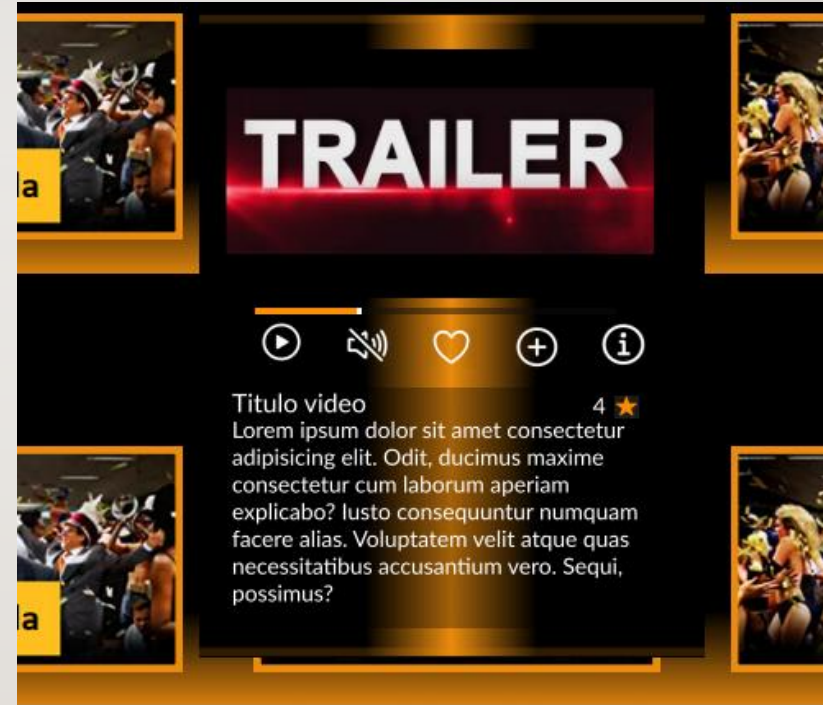 la
TRAILER
Titulo video
4
Lorem ipsum dolor sit amet consectetur
adipisicing elit. Odit, ducimus maxime
consectetur cum laborum aperiam
explicabo? Iusto consequuntur numquam
facere alias. Voluptatem velit atque quas
necessitatibus accusantium vero. Sequi,
possimus?
la